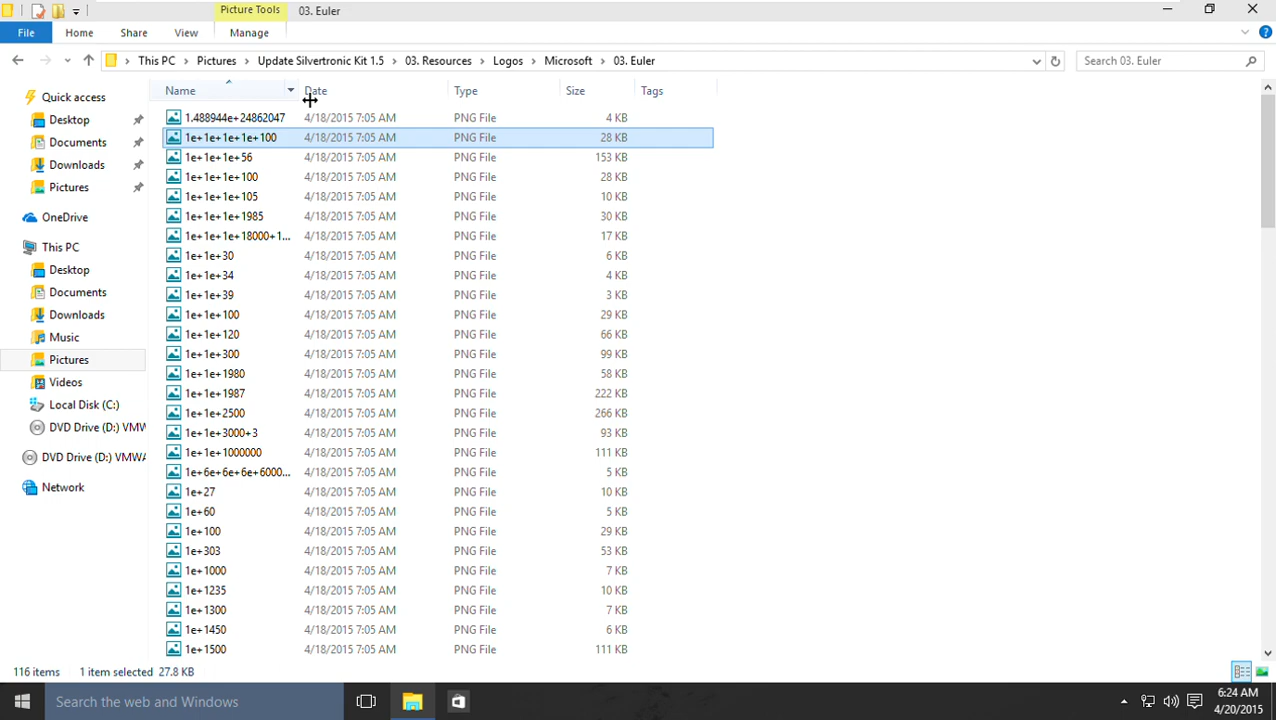 Picture Tools 03. Euler
File Home Share View Manage
This PC Pictures Update Silvertronic Kit 1.5 03. Resources Logos Microsoft 03. Euler Search 03. Euler
Name Date Type Size Tags
Quick access
Desktop
Documents
Downloads
Pictures
OneDrive
This PC
Desktop
Documents
Downloads
Music
Pictures
Videos
Local Disk (C:)
DVD Drive (D:) VMW
DVD Drive (D:) VMWA
Network
1.488944e+24862047 4/18/2015 7:05 AM PNG File 4 KB
1e+1e+1e+1e+100 4/18/2015 7:05 AM PNG File 28 KB
1e+1e+1e+56 4/18/2015 7:05 AM PNG File 153 KB
1e+1e+1e+100 4/18/2015 7:05 AM PNG File 28 KB
1e+1e+1e+105 4/18/2015 7:05 AM PNG File 10 KB
1e+1e+1e+1985 4/18/2015 7:05 AM PNG File 30 KB
1e+1e+1e+18000+1... 4/18/2015 7:05 AM PNG File 17 KB
1e+1e+30 4/18/2015 7:05 AM PNG File 6 KB
1e+1e+34 4/18/2015 7:05 AM PNG File 4 KB
1e+1e+39 4/18/2015 7:05 AM PNG File 3 KB
1e+1e+100 4/18/2015 7:05 AM PNG File 29 KB
1e+1e+120 4/18/2015 7:05 AM PNG File 66 KB
1e+1e+300 4/18/2015 7:05 AM PNG File 99 KB
1e+1e+1980 4/18/2015 7:05 AM PNG File 58 KB
1e+1e+1987 4/18/2015 7:05 AM PNG File 222 KB
1e+1e+2500 4/18/2015 7:05 AM PNG File 266 KB
1e+1e+3000+3 4/18/2015 7:05 AM PNG File 93 KB
1e+1e+1000000 4/18/2015 7:05 AM PNG File 111 KB
1e+6e+6e+6e+6000... 4/18/2015 7:05 AM PNG File 5 KB
1e+27 4/18/2015 7:05 AM PNG File 10 KB
1e+60 4/18/2015 7:05 AM PNG File 5 KB
1e+100 4/18/2015 7:05 AM PNG File 29 KB
1e+303 4/18/2015 7:05 AM PNG File 53 KB
1e+1000 4/18/2015 7:05 AM PNG File 7 KB
1e+1235 4/18/2015 7:05 AM PNG File 10 KB
1e+1300 4/18/2015 7:05 AM PNG File 7 KB
1e+1450 4/18/2015 7:05 AM PNG File 6 KB
1e+1500 4/18/2015 7:05 AM PNG File 111 KB
116 items 1 item selected 27.8 KB
Search the web and Windows
6:24 AM
4/20/2015